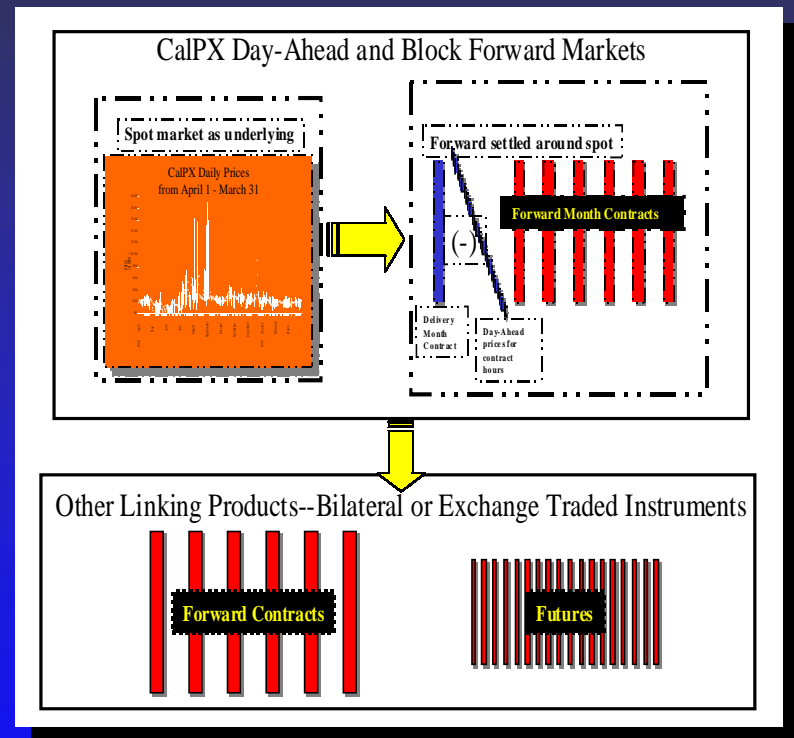 CalPX Day-Ahead and Block Forward Markets
Spot market as underlying
CalPX Daily Prices
from April 1 - March 31
Forward settled around spot
Forward Month Contracts
(-)
Delivery
Month
Contract
Day-Ahead
prices for
contract
hours
Other Linking Products--Bilateral or Exchange Traded Instruments
Forward Contracts
Futures